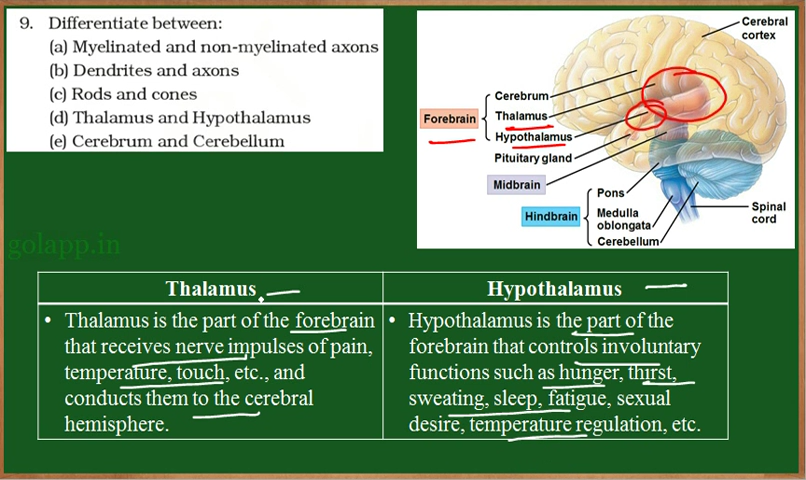 9. Differentiate between:
(a) Myelinated and non-myelinated axons
(b) Dendrites and axons
(c) Rods and cones
(d) Thalamus and Hypothalamus
(e) Cerebrum and Cerebellum
Cerebral
cortex
Cerebrum
Forebrain
Thalamus
Hypothalamus
Pituitary gland
Midbrain
Pons
Hindbrain
Medulla
oblongata
Cerebellum
Spinal
cord
golapp.in
Thalamus
• Thalamus is the part of the forebrain
that receives nerve impulses of pain,
temperature, touch, etc., and
conducts them to the cerebral
hemisphere.
Hypothalamus
• Hypothalamus is the part of the
forebrain that controls involuntary
functions such as hunger, thirst,
sweating, sleep, fatigue, sexual
desire, temperature regulation, etc.